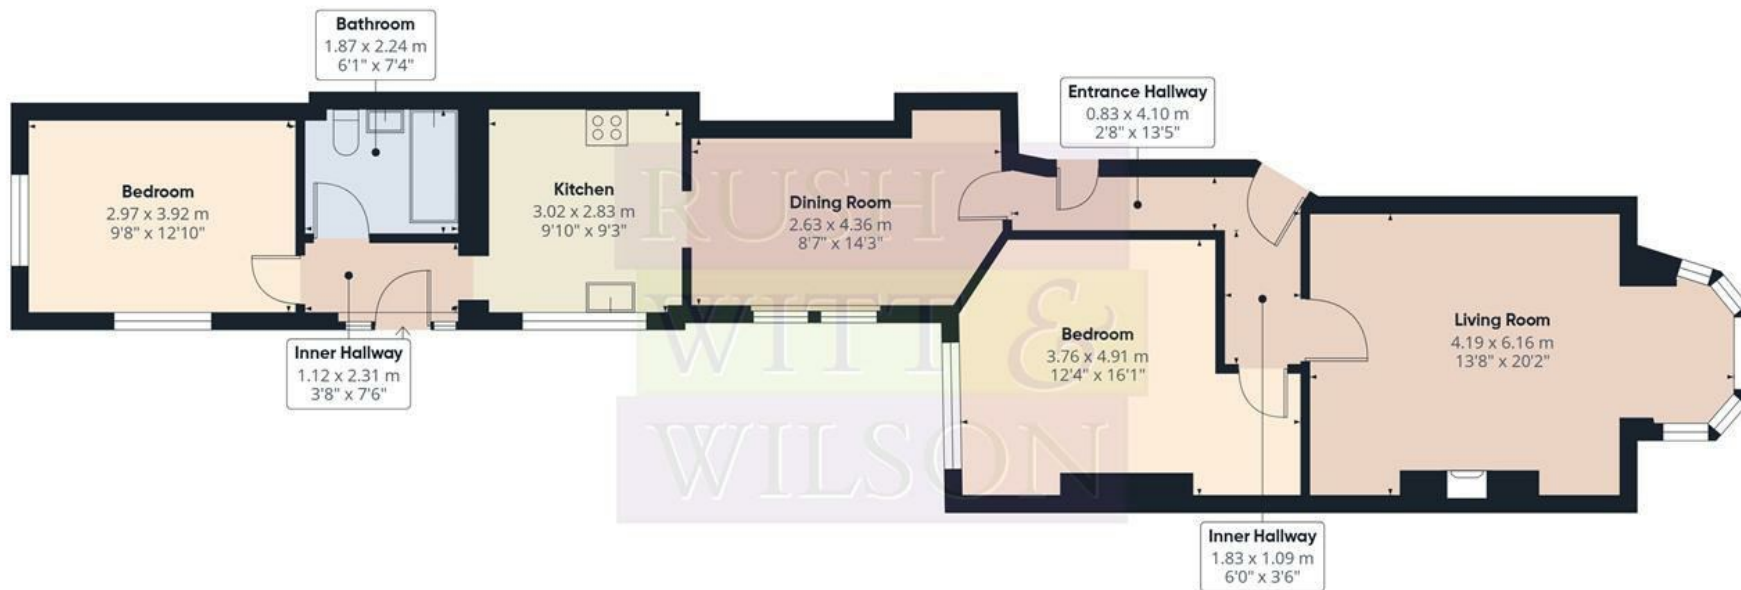 Bathroom
1.87 x 2.24 m
6'1" x 7'4"
Entrance Hallway
0.83 x 4.10 m
2'8" x 13'5"
Bedroom
2.97 x 3.92 m
9'8" x 12'10"
Kitchen
3.02 x 2.83 m
9'10" x 9'3"
Dining Room
2.63 x 4.36 m
8'7" x 14'3"
RUSH
WITT &
WILSON
Inner Hallway
1.12 x 2.31 m
3'8" x 7'6"
Bedroom
3.76 x 4.91 m
12'4" x 16'1"
Living Room
4.19 x 6.16 m
13'8" x 20'2"
Inner Hallway
1.83 x 1.09 m
6'0" x 3'6"